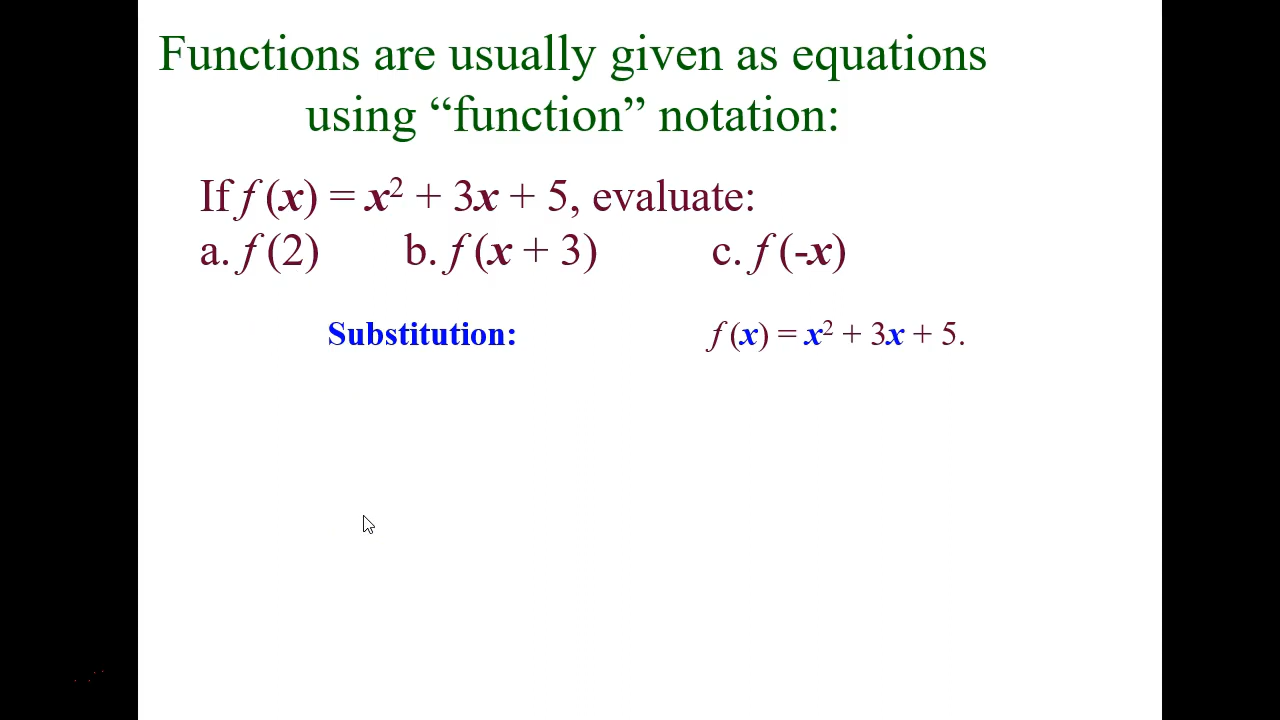 Functions are usually given as equations
using “function” notation:
If f (x) = x² + 3x + 5, evaluate:
a. f (2) b. f (x + 3) c. f (-x)
Substitution: f (x) = x² + 3x + 5.